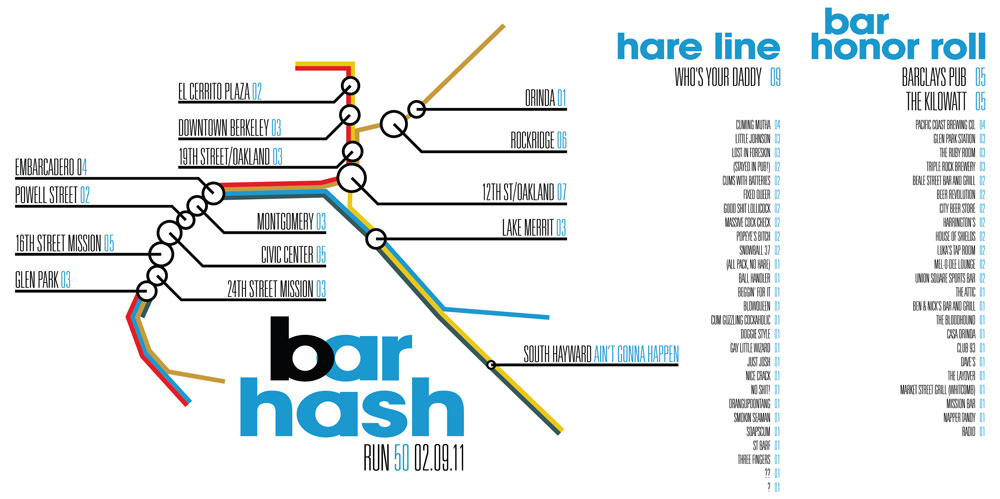 EL CERRITO PLAZA 02
DOWNTOWN BERKELEY 03
19TH STREET/OAKLAND 03
EMBARCADERO 04
POWELL STREET 02
16TH STREET MISSION 05
GLEN PARK 03
MONTGOMERY 03
CIVIC CENTER 05
24TH STREET MISSION 03
ORINDA 01
ROCKRIDGE 06
12TH ST/OAKLAND 07
LAKE MERRIT 03
SOUTH HAYWARD AIN'T GONNA HAPPEN
bar
hash
RUN 50 02.09.11
hare line
WHO'S YOUR DADDY 09
CUMING MUTHA 04
LITTLE JOHNSON 03
LOST IN FORESKIN 03
(STAYED IN PUB!) 02
CUMS WITH BATTERIES 02
FIXED QUEER 02
GOOD SHIT LOLLICOCK 02
MASSIVE COCK CHECK 02
POPEYE'S BITCH 02
SNOWBALL 37 02
(ALL PACK, NO HARE) 01
BALL HANDLER 01
BEGGIN' FOR IT 01
BLOWQUEEN 01
CUM GUZZLING COCKAHOLIC 01
DOGGIE STYLE 01
GAY LITTLE WIZARD 01
JUST JOSH 01
NICE CRACK 01
NO SHIT! 01
ORANGUPOONTANG 01
SMOKIN SEAMAN 01
SOAPSCUM 01
ST BARF 01
THREE FINGERS 01
?? 01
? 01
bar
honor roll
BARCLAYS PUB 05
THE KILOWATT 05
PACIFIC COAST BREWING CO. 04
GLEN PARK STATION 03
THE RUBY ROOM 03
TRIPLE ROCK BREWERY 03
BEALE STREET BAR AND GRILL 02
BEER REVOLUTION 02
CITY BEER STORE 02
HARRINGTON'S 02
HOUSE OF SHIELDS 02
LUKA'S TAP ROOM 02
MEL-O-DEE LOUNGE 02
UNION SQUARE SPORTS BAR 02
THE ATTIC 01
BEN & NICK'S BAR AND GRILL 01
THE BLOODHOUND 01
CASA ORINDA 01
CLUB 93 01
DAVE'S 01
THE LAYOVER 01
MARKET STREET GRILL (WHITCOMB) 01
MISSION BAR 01
NAPPER TANDY 01
RADIO 01